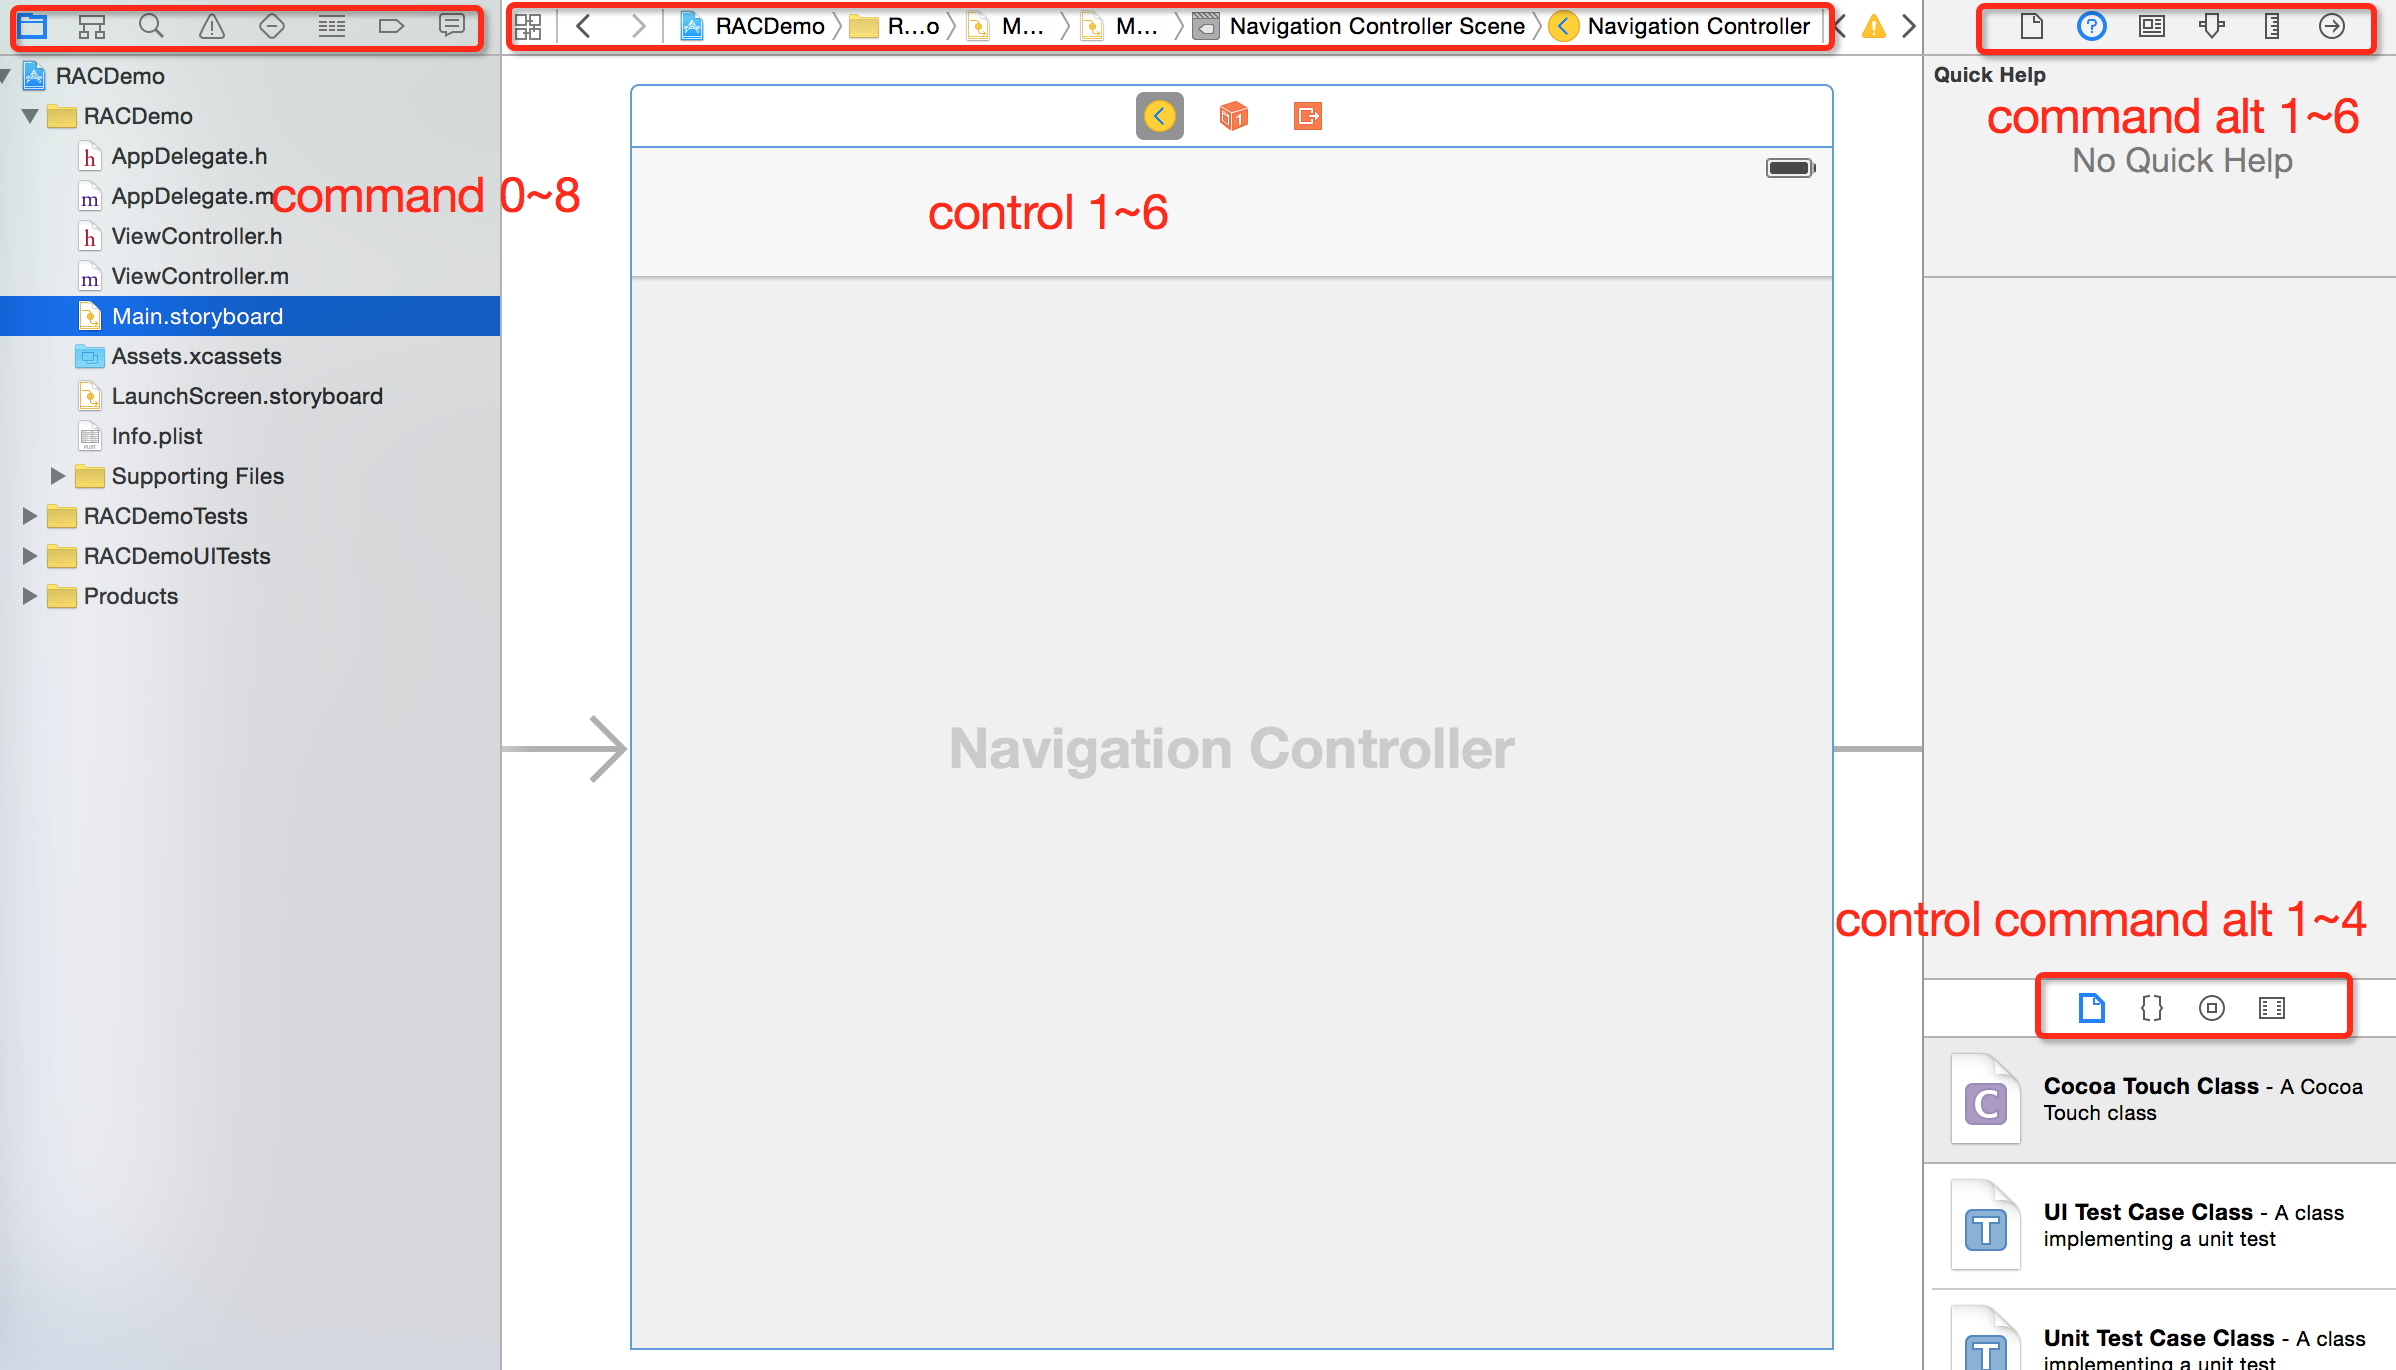 RACDemo R...o M... M... Navigation Controller Scene Navigation Controller
RACDemo
RACDemo
h AppDelegate.h
m AppDelegate.m
command 0~8
h ViewController.h
m ViewController.m
Main.storyboard
Assets.xcassets
LaunchScreen.storyboard
Info.plist
Supporting Files
RACDemoTests
RACDemoUITests
Products
control 1~6
Navigation Controller
Quick Help
command alt 1~6
No Quick Help
control command alt 1~4
C
Cocoa Touch Class - A Cocoa
Touch class
T
UI Test Case Class - A class
implementing a unit test
T
Unit Test Case Class - A class
implementing a unit test